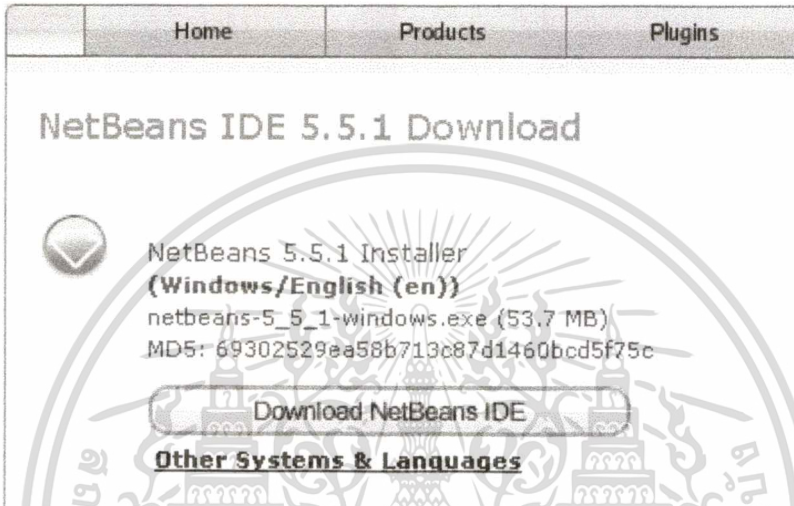 Home Products Plugins
NetBeans IDE 5.5.1 Download
NetBeans 5.5.1 Installer
(Windows/English (en))
netbeans-5_5_1-windows.exe (53.7 MB)
MD5: 69302529ea58b713c87d1460bcd5f75c
Download NetBeans IDE
Other Systems & Languages